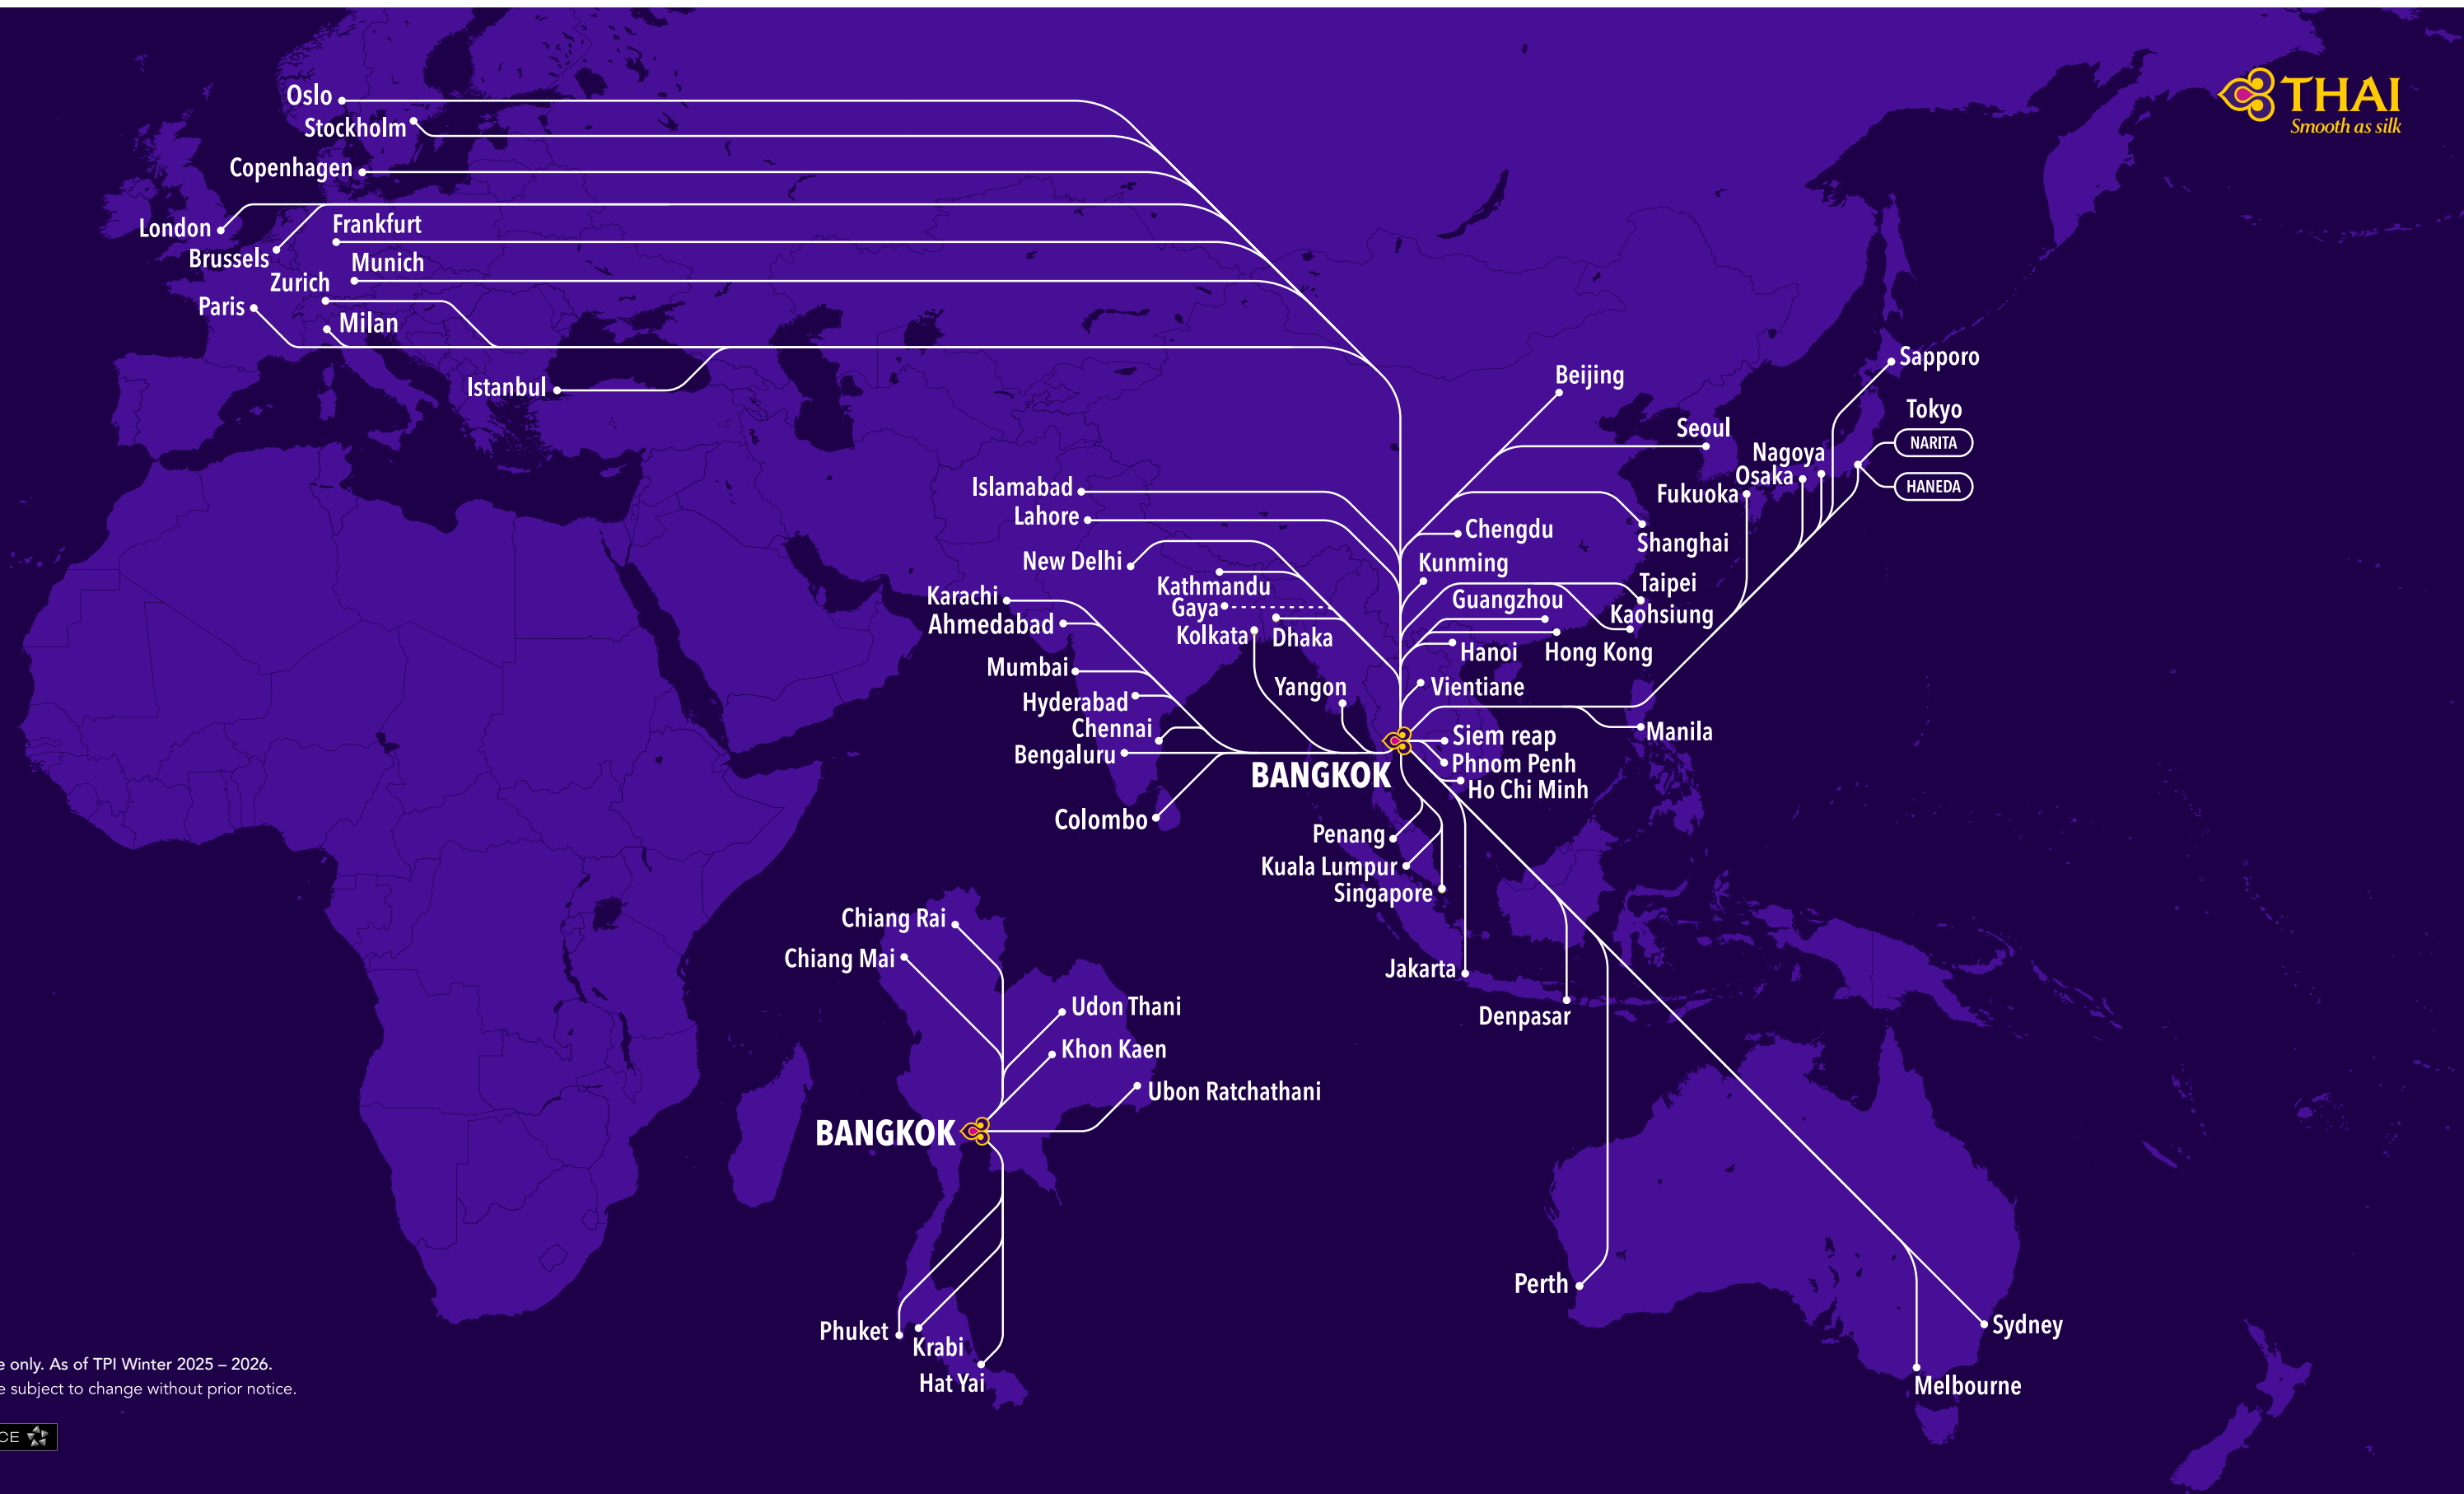 THAI
Smooth as silk
Oslo
Stockholm
Copenhagen
London
Brussels
Frankfurt
Munich
Zurich
Paris
Milan
Istanbul
Beijing
Sapporo
Tokyo
NARITA
HANEDA
Seoul
Nagoya
Osaka
Fukuoka
Islamabad
Lahore
Chengdu
Shanghai
New Delhi
Kunming
Kathmandu
Taipei
Karachi
Gaya
Guangzhou
Kaohsiung
Ahmedabad
Kolkata
Dhaka
Hanoi
Hong Kong
Mumbai
Yangon
Vientiane
Hyderabad
Chennai
Siem reap
Manila
Bengaluru
BANGKOK
Phnom Penh
Ho Chi Minh
Colombo
Penang
Kuala Lumpur
Singapore
Jakarta
Denpasar
Perth
Sydney
Melbourne
Chiang Rai
Chiang Mai
Udon Thani
Khon Kaen
Ubon Ratchathani
BANGKOK
Phuket
Krabi
Hat Yai
only. As of TPI Winter 2025 – 2026.
subject to change without prior notice.